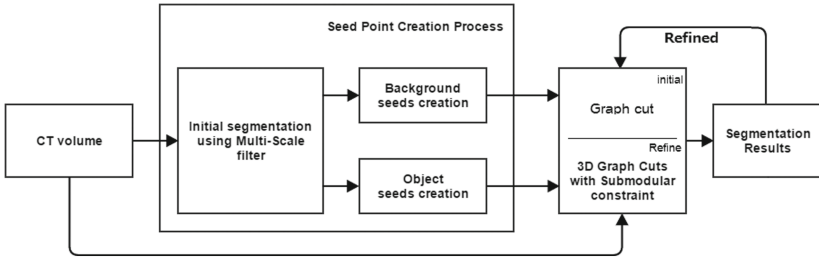 Seed Point Creation Process
Refined
CT volume
Initial segmentation
using Multi-Scale
filter
Background
seeds creation
Object
seeds creation
initial
Graph cut
Refine
3D Graph Cuts
with Submodular
constraint
Segmentation
Results